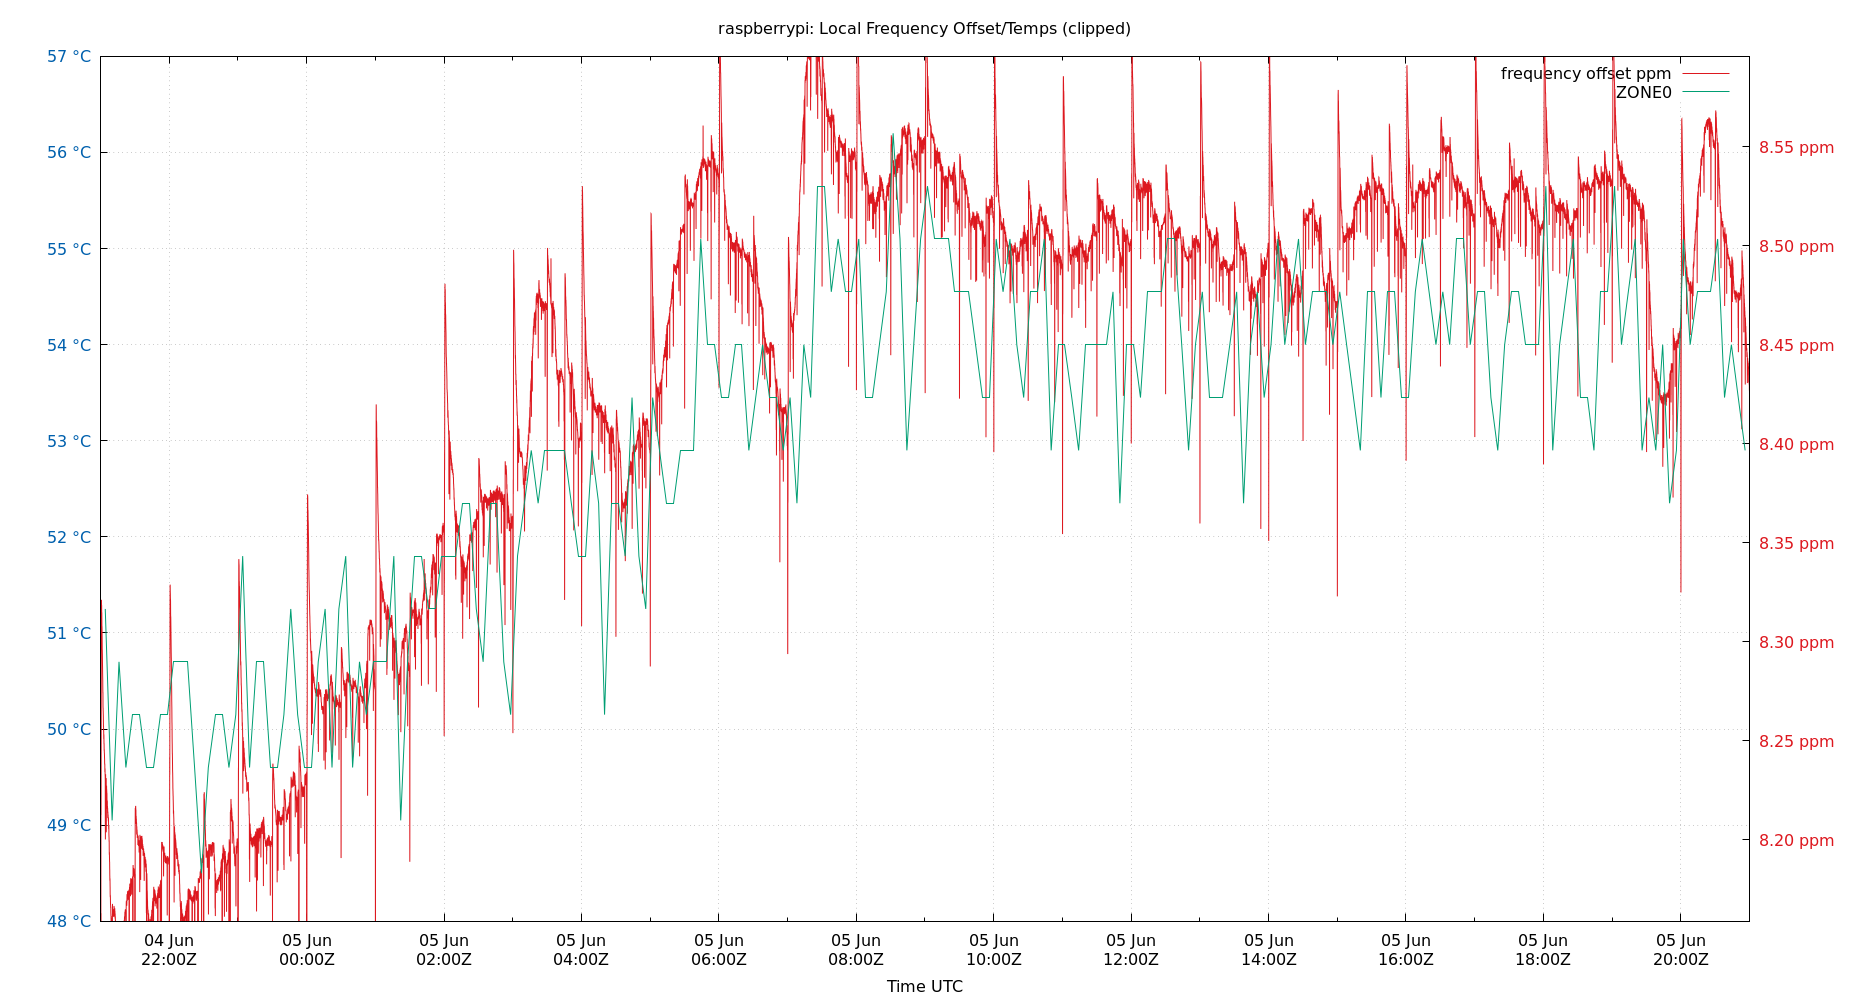 raspberrypi: Local Frequency Offset/Temps (clipped)
57 °C
56 °C
55 °C
54 °C
53 °C
52 °C
51 °C
50 °C
49 °C
48 °C
frequency offset ppm
ZONE0
8.55 ppm
8.50 ppm
8.45 ppm
8.40 ppm
8.35 ppm
8.30 ppm
8.25 ppm
8.20 ppm
04 Jun 05 Jun 05 Jun 05 Jun 05 Jun 05 Jun 05 Jun 05 Jun 05 Jun 05 Jun 05 Jun 05 Jun
22:00Z 00:00Z 02:00Z 04:00Z 06:00Z 08:00Z 10:00Z 12:00Z 14:00Z 16:00Z 18:00Z 20:00Z
Time UTC